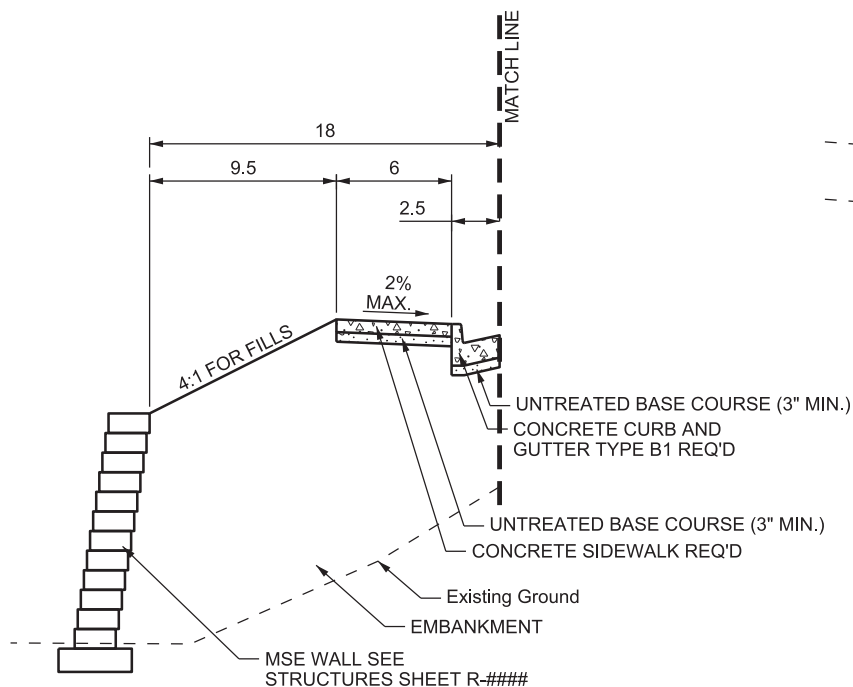 MATCH LINE
18
9.5
6
2.5
2%
MAX.
4:1 FOR FILLS
UNTREATED BASE COURSE (3" MIN.)
CONCRETE CURB AND
GUTTER TYPE B1 REQ'D
UNTREATED BASE COURSE (3" MIN.)
CONCRETE SIDEWALK REQ'D
Existing Ground
EMBANKMENT
MSE WALL SEE
STRUCTURES SHEET R-####